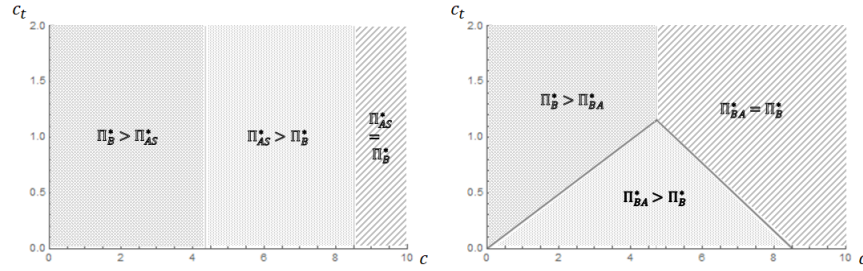 c_t
2.0
1.5
1.0
0.5
0.0
0 2 4 6 8 10 c
Π*_B > Π*_AS
Π*_AS > Π*_B
Π*_AS
=
Π*_B
c_t
2.0
1.5
1.0
0.5
0.0
0 2 4 6 8 10 c
Π*_B > Π*_BA
Π*_BA = Π*_B
Π*_BA > Π*_B